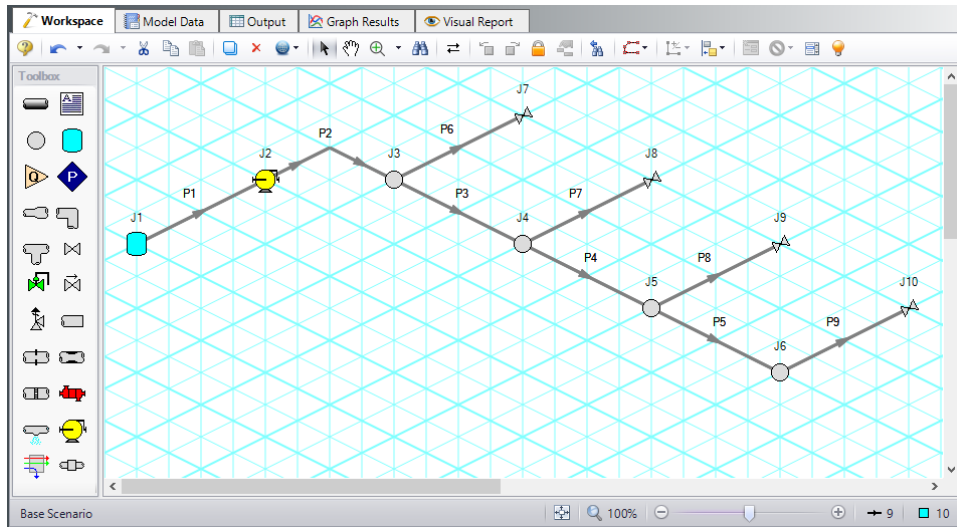 Workspace Model Data Output Graph Results Visual Report
Toolbox
A
Q P
J7
P2 P6
J2 J3 J8
P1 P3 P7
J1 J4 J9
P4 P8
J5 J10
P5 P9
J6
Base Scenario 100% 9 10